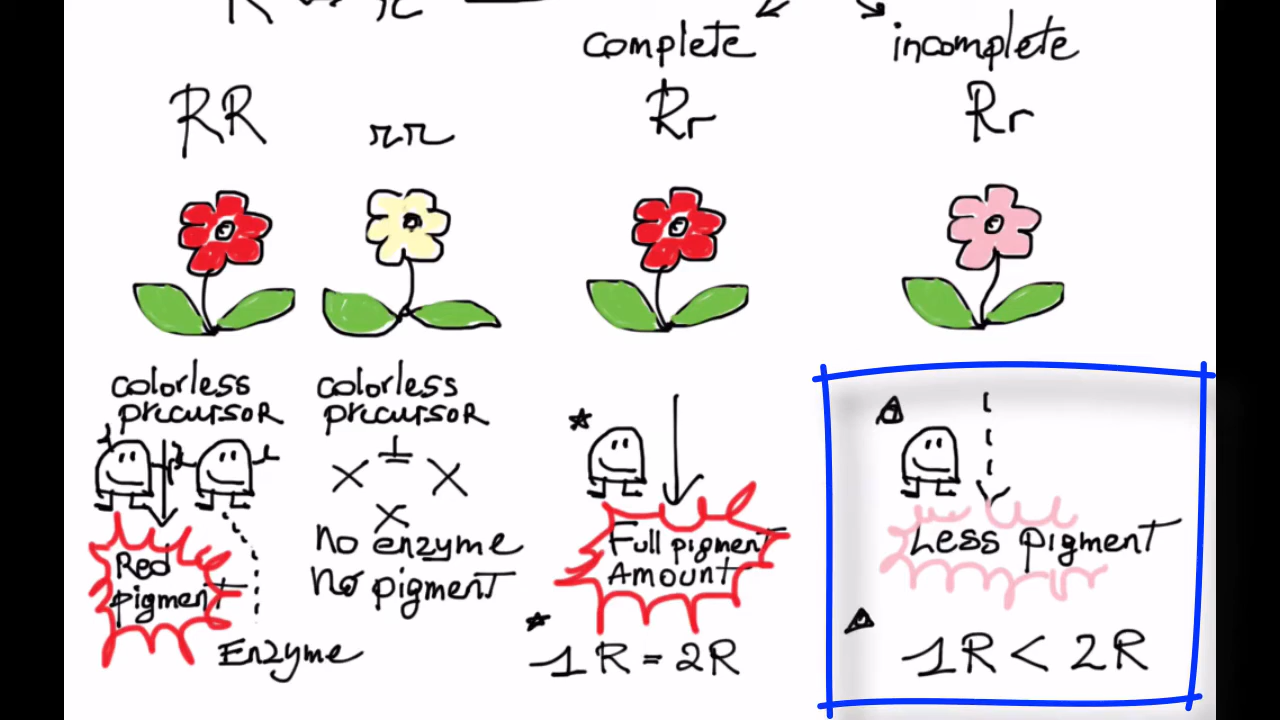 complete
incomplete
RR
rr
Rr
Rr
colorless
precursor
colorless
precursor
Red
pigment
Enzyme
No enzyme
No pigment
Full pigment
Amount
1R = 2R
Less pigment
1R < 2R